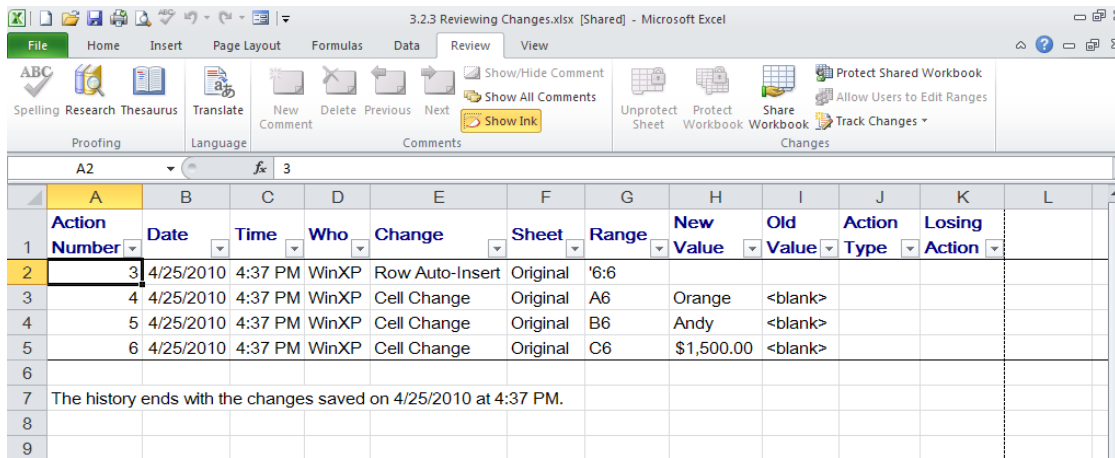 3.2.3 Reviewing Changes.xlsx [Shared] - Microsoft Excel
File Home Insert Page Layout Formulas Data Review View
ABC
Spelling Research Thesaurus
Proofing
Translate
Language
New Comment
Delete Previous Next
Show/Hide Comment
Show All Comments
Show Ink
Comments
Unprotect Sheet
Protect Workbook
Share Workbook
Protect Shared Workbook
Allow Users to Edit Ranges
Track Changes
Changes
A2 fx 3
A B C D E F G H I J K L
1 Action Number Date Time Who Change Sheet Range New Value Old Value Action Type Losing Action
2 3 4/25/2010 4:37 PM WinXP Row Auto-Insert Original '6:6
3 4 4/25/2010 4:37 PM WinXP Cell Change Original A6 Orange <blank>
4 5 4/25/2010 4:37 PM WinXP Cell Change Original B6 Andy <blank>
5 6 4/25/2010 4:37 PM WinXP Cell Change Original C6 $1,500.00 <blank>
6
7 The history ends with the changes saved on 4/25/2010 at 4:37 PM.
8
9